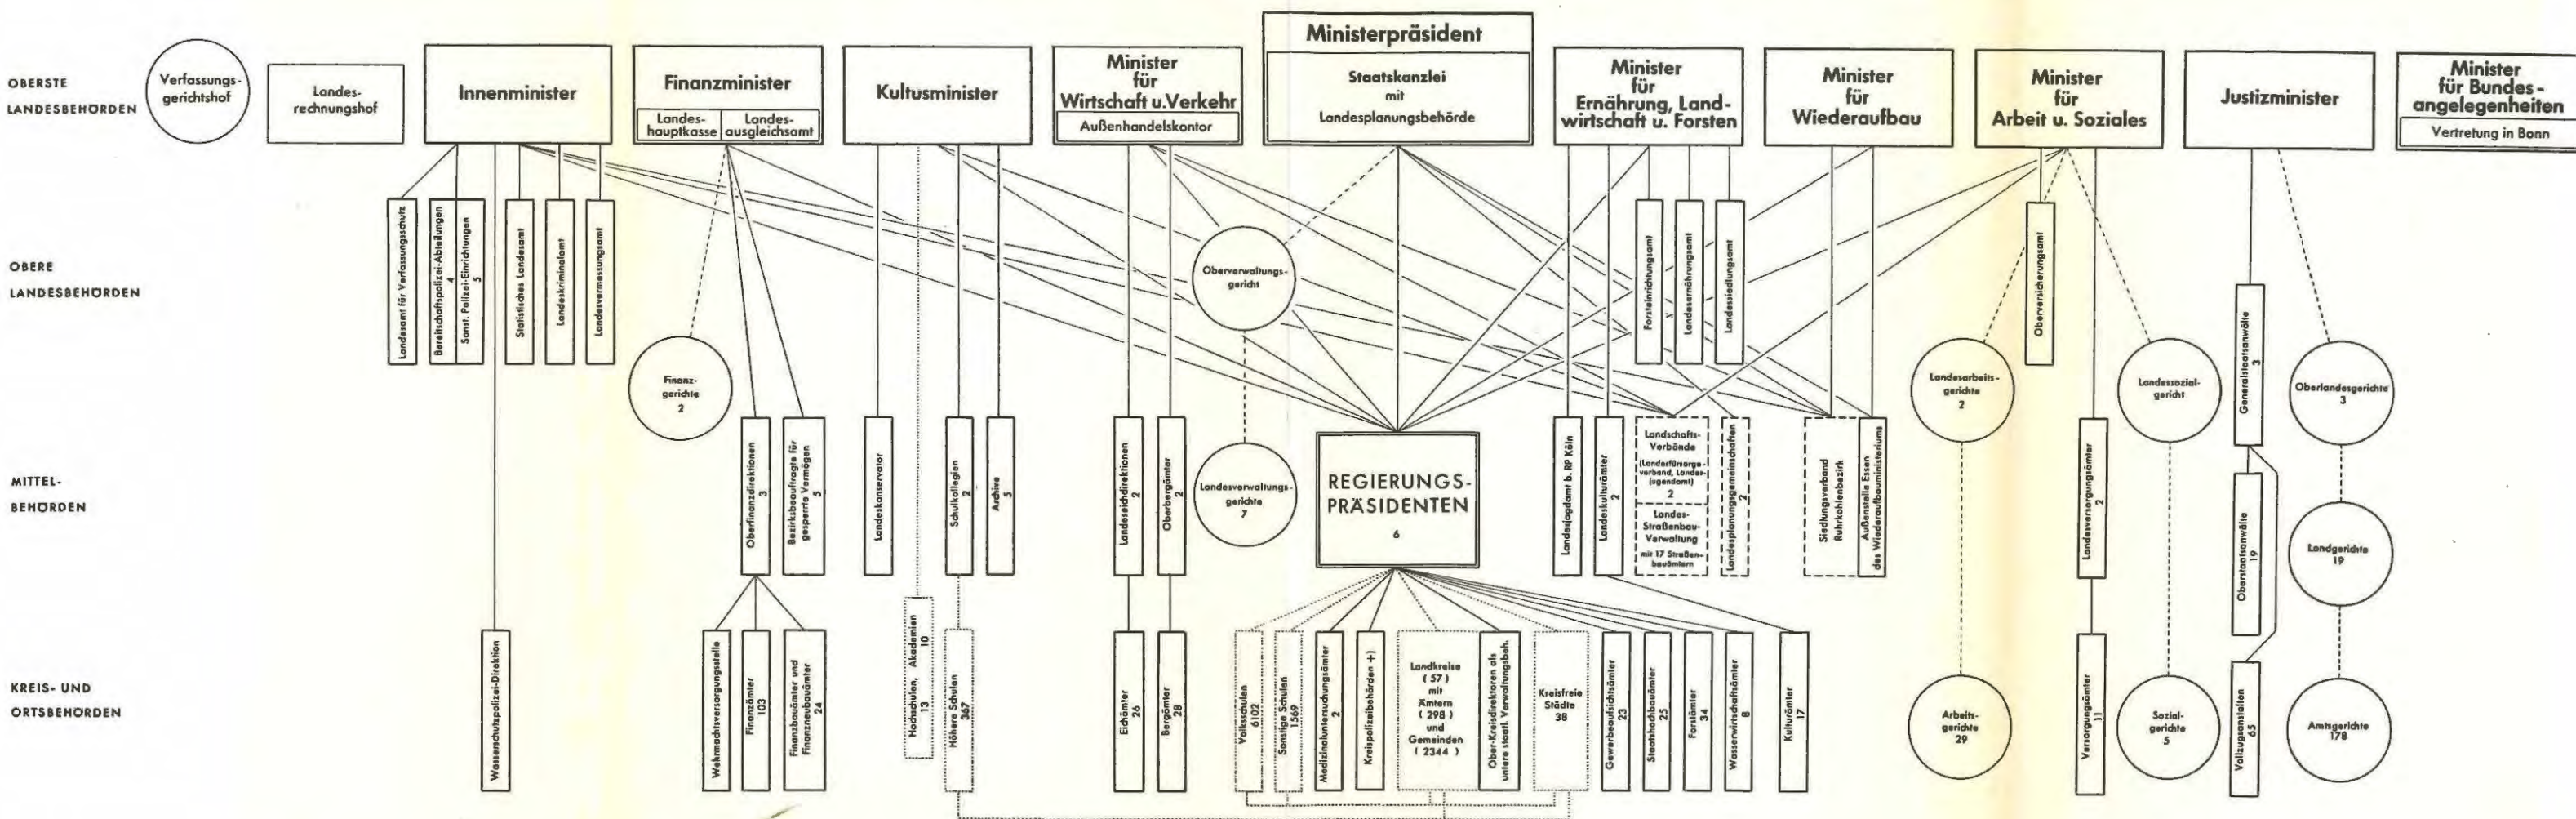 OBERSTE
LANDESBEHÖRDEN
Verfassungs-
gerichtshof
Landes-
rechnungshof
Innenminister
Finanzminister
Landes-
hauptkasse
Landes-
ausgleichsamt
Kultusminister
Minister
für
Wirtschaft u.Verkehr
Außenhandelskontor
Ministerpräsident
Staatskanzlei
mit
Landesplanungsbehörde
Minister
für
Ernährung, Land-
wirtschaft u. Forsten
Minister
für
Wiederaufbau
Minister
für
Arbeit u. Soziales
Justizminister
Minister
für Bundes-
angelegenheiten
Vertretung in Bonn
OBERE
LANDESBEHÖRDEN
Landesamt für Verfassungsschutz
Bereitschaftspolizei-Abteilungen
4
Sonst. Polizei-Einrichtungen
5
Statistisches Landesamt
Landeskriminalamt
Landesvermessungsamt
Finanz-
gerichte
2
Oberverwaltungs-
gericht
Forsteinrichtungsamt
Landesernährungsamt
Landessiedlungsamt
Oberversicherungsamt
Landesarbeits-
gerichte
2
Landessozial-
gericht
Generalstaatsanwälte
3
Oberlandesgerichte
3
MITTEL-
BEHÖRDEN
Oberfinanzdirektionen
3
Bezirksbeauftragte für
gesperrte Vermögen
5
Landeskonservator
Schulkollegien
2
Archive
5
Landeseichdirektionen
2
Oberbergämter
2
Landesverwaltungs-
gerichte
7
REGIERUNGS-
PRÄSIDENTEN
6
Landesjagdamt b. RP Köln
Landeskulturämter
2
Landschafts-
Verbände
(Landesfürsorge-
verband, Landes-
jugendamt)
2
Landes-
Straßenbau-
Verwaltung
mit 17 Straßen-
bauämtern
Landesplanungsgemeinschaften
2
Siedlungsverband
Ruhrkohlenbezirk
Außenstelle Essen
des Wiederaufbauministeriums
Landesversorgungsämter
2
Oberstaatsanwälte
19
Landgerichte
19
KREIS- UND
ORTSBEHÖRDEN
Wasserschutzpolizei-Direktion
Wehrmachtsversorgungsstelle
Finanzämter
103
Finanzbauämter und
Finanzneubauämter
24
Hochschulen, Akademien
13 10
Höhere Schulen
367
Eichämter
26
Bergämter
28
Volksschulen
6102
Sonstige Schulen
1569
Medizinaluntersuchungsämter
2
Kreispolizeibehörden +)
Landkreise
( 57 )
mit
Ämtern
( 298 )
und
Gemeinden
( 2344 )
Ober-Kreisdirektoren als
untere staatl. Verwaltungsbeh.
Kreisfreie
Städte
38
Gewerbeaufsichtsämter
23
Staatshochbauämter
25
Forstämter
34
Wasserwirtschaftsämter
8
Kulturämter
17
Arbeits-
gerichte
29
Versorgungsämter
11
Sozial-
gerichte
5
Vollzugsanstalten
65
Amtsgerichte
178